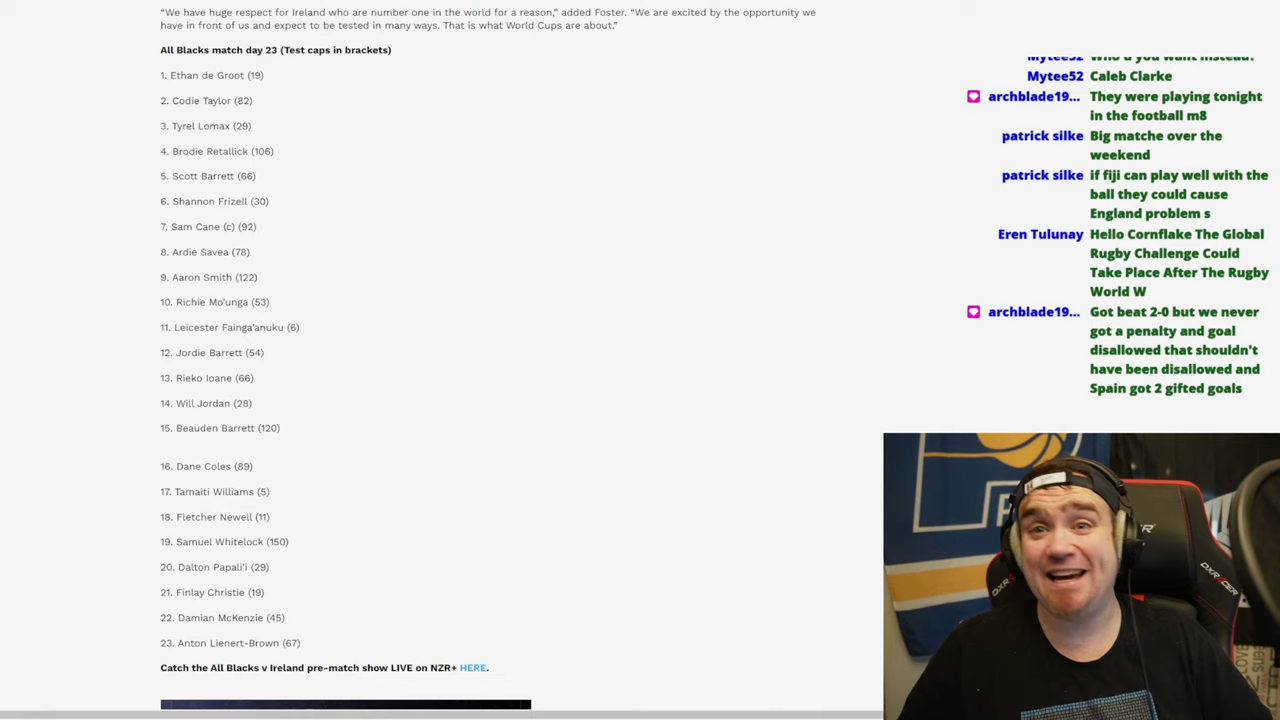 “We have huge respect for Ireland who are number one in the world for a reason,” added Foster. “We are excited by the opportunity we
have in front of us and expect to be tested in many ways. That is what World Cups are about.”
All Blacks match day 23 (Test caps in brackets)
1. Ethan de Groot (19)
2. Codie Taylor (82)
3. Tyrel Lomax (29)
4. Brodie Retallick (106)
5. Scott Barrett (66)
6. Shannon Frizell (30)
7. Sam Cane (c) (92)
8. Ardie Savea (78)
9. Aaron Smith (122)
10. Richie Mo’unga (53)
11. Leicester Fainga’anuku (6)
12. Jordie Barrett (54)
13. Rieko Ioane (66)
14. Will Jordan (28)
15. Beauden Barrett (120)
16. Dane Coles (89)
17. Tamaiti Williams (5)
18. Fletcher Newell (11)
19. Samuel Whitelock (150)
20. Dalton Papali’i (29)
21. Finlay Christie (19)
22. Damian McKenzie (45)
23. Anton Lienert-Brown (67)
Catch the All Blacks v Ireland pre-match show LIVE on NZR+ HERE.
Mytee52 Who'd you want instead?
Mytee52 Caleb Clarke
archblade19... They were playing tonight
in the football m8
patrick silke Big matche over the
weekend
patrick silke if fiji can play well with the
ball they could cause
England problem s
Eren Tulunay Hello Cornflake The Global
Rugby Challenge Could
Take Place After The Rugby
World W
archblade19... Got beat 2-0 but we never
got a penalty and goal
disallowed that shouldn't
have been disallowed and
Spain got 2 gifted goals
DXRACER